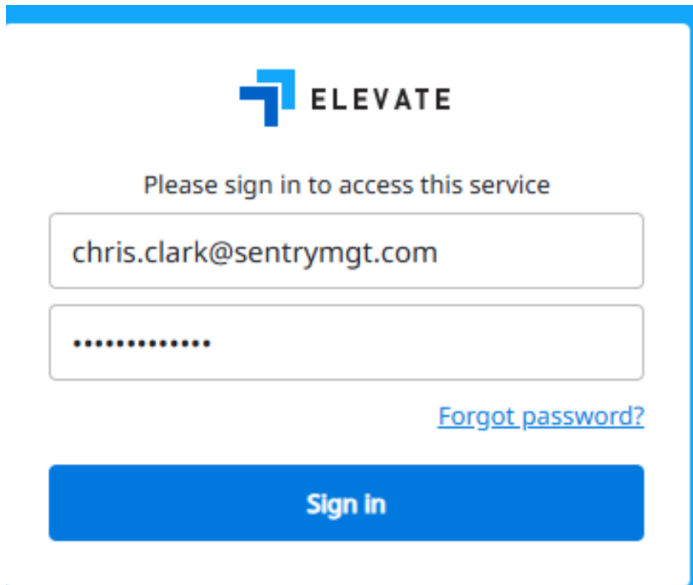 ELEVATE
Please sign in to access this service
chris.clark@sentrymgt.com
•••••••••••••
Forgot password?
Sign in